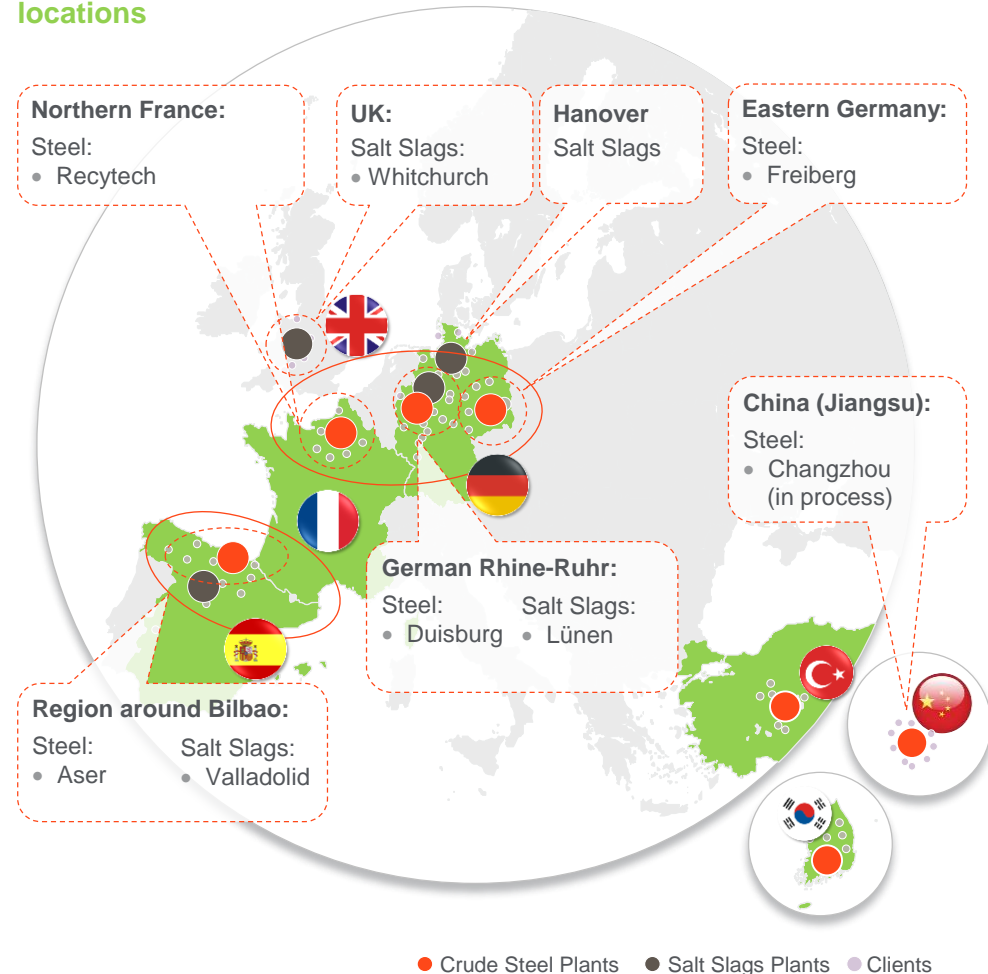 locations
Northern France:
Steel:
• Recytech
UK:
Salt Slags:
• Whitchurch
Hanover
Salt Slags
Eastern Germany:
Steel:
• Freiberg
China (Jiangsu):
Steel:
• Changzhou
(in process)
German Rhine-Ruhr:
Steel:
• Duisburg
Salt Slags:
• Lünen
Region around Bilbao:
Steel:
• Aser
Salt Slags:
• Valladolid
● Crude Steel Plants ● Salt Slags Plants ● Clients